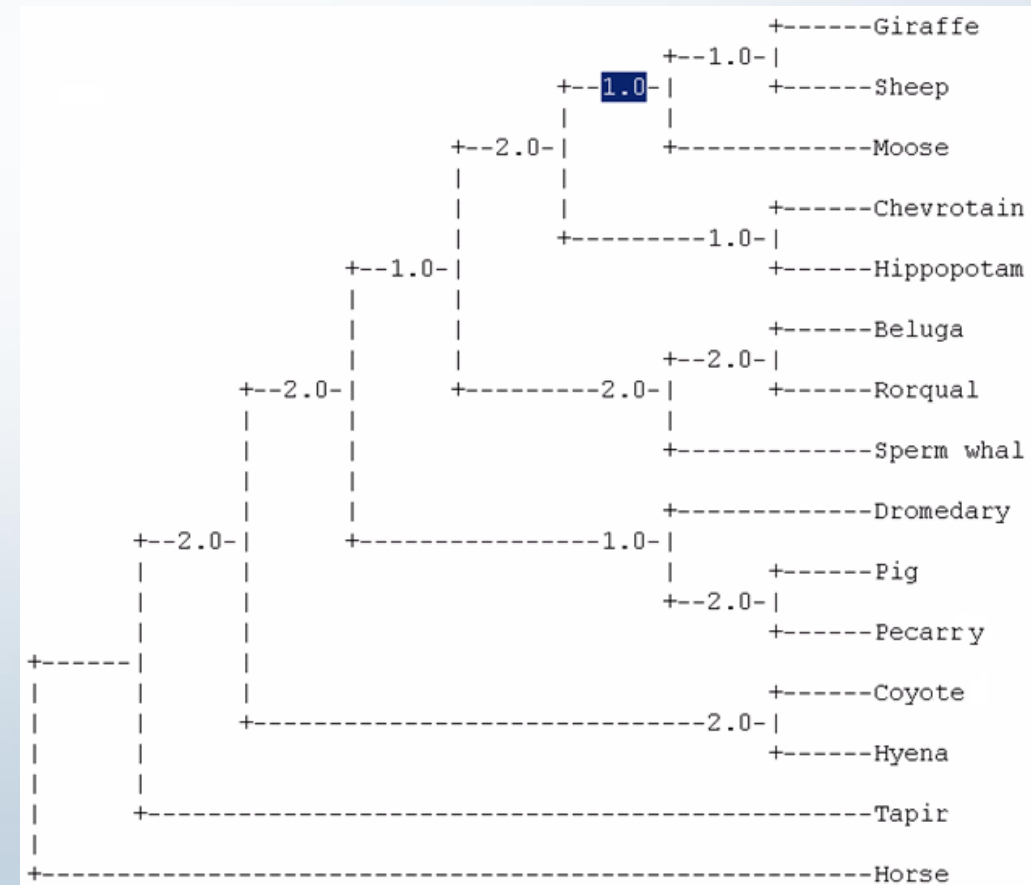 +------Giraffe
+--1.0-|
+--1.0-| +------Sheep
| |
+--2.0-| +-------------Moose
| |
| | +------Chevrotain
| +---------1.0-|
+--1.0-| +------Hippopotam
| |
| | +------Beluga
| | +--2.0-|
+--2.0-| +---------2.0-| +------Rorqual
| | |
| | +-------------Sperm whal
| |
| | +-------------Dromedary
+--2.0-| +----------------1.0-|
| | | +------Pig
| | +--2.0-|
| | +------Pecarry
+------| |
| | | +------Coyote
| | +------------------------------2.0-|
| | +------Hyena
| |
| +------------------------------------------------Tapir
|
+-------------------------------------------------------Horse